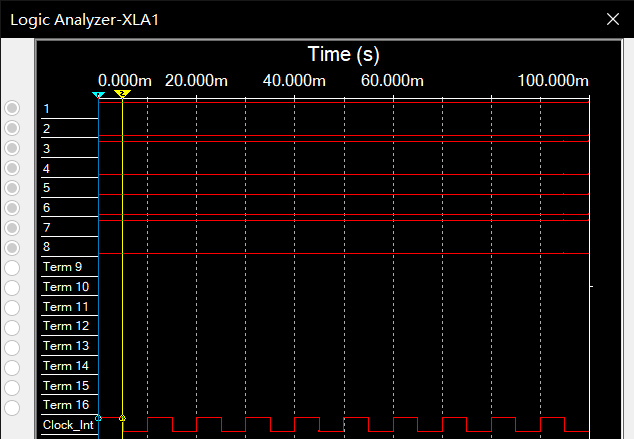 Logic Analyzer-XLA1
Time (s)
0.000m 20.000m 40.000m 60.000m 100.000m
1 2
1
2
3
4
5
6
7
8
Term 9
Term 10
Term 11
Term 12
Term 13
Term 14
Term 15
Term 16
Clock_Int